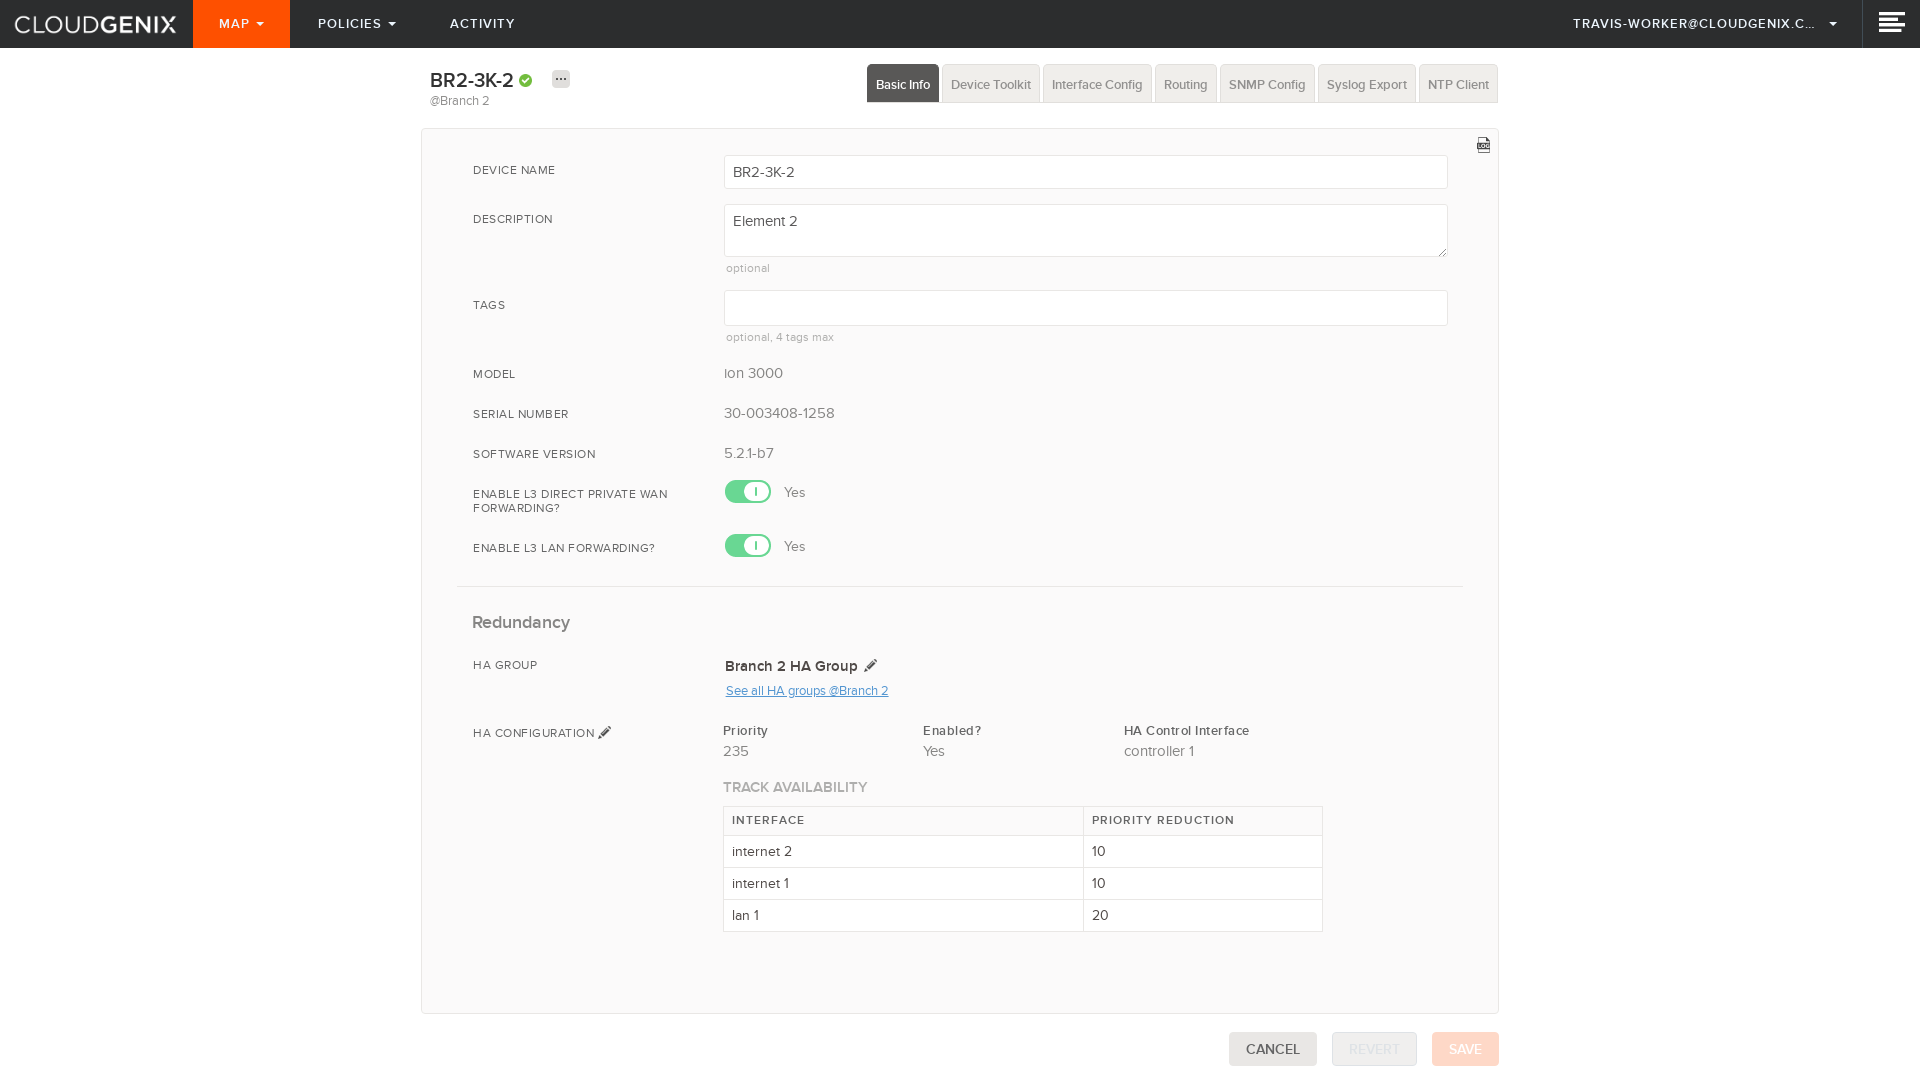 CLOUDGENIX MAP POLICIES ACTIVITY TRAVIS-WORKER@CLOUDGENIX.C...
BR2-3K-2
@Branch 2
Basic Info Device Toolkit Interface Config Routing SNMP Config Syslog Export NTP Client
LOG
DEVICE NAME BR2-3K-2
DESCRIPTION Element 2
optional
TAGS
optional, 4 tags max
MODEL ion 3000
SERIAL NUMBER 30-003408-1258
SOFTWARE VERSION 5.2.1-b7
ENABLE L3 DIRECT PRIVATE WAN Yes
FORWARDING?
ENABLE L3 LAN FORWARDING? Yes
Redundancy
HA GROUP Branch 2 HA Group
See all HA groups @Branch 2
HA CONFIGURATION Priority Enabled? HA Control Interface
235 Yes controller 1
TRACK AVAILABILITY
INTERFACE PRIORITY REDUCTION
internet 2 10
internet 1 10
lan 1 20
CANCEL REVERT SAVE